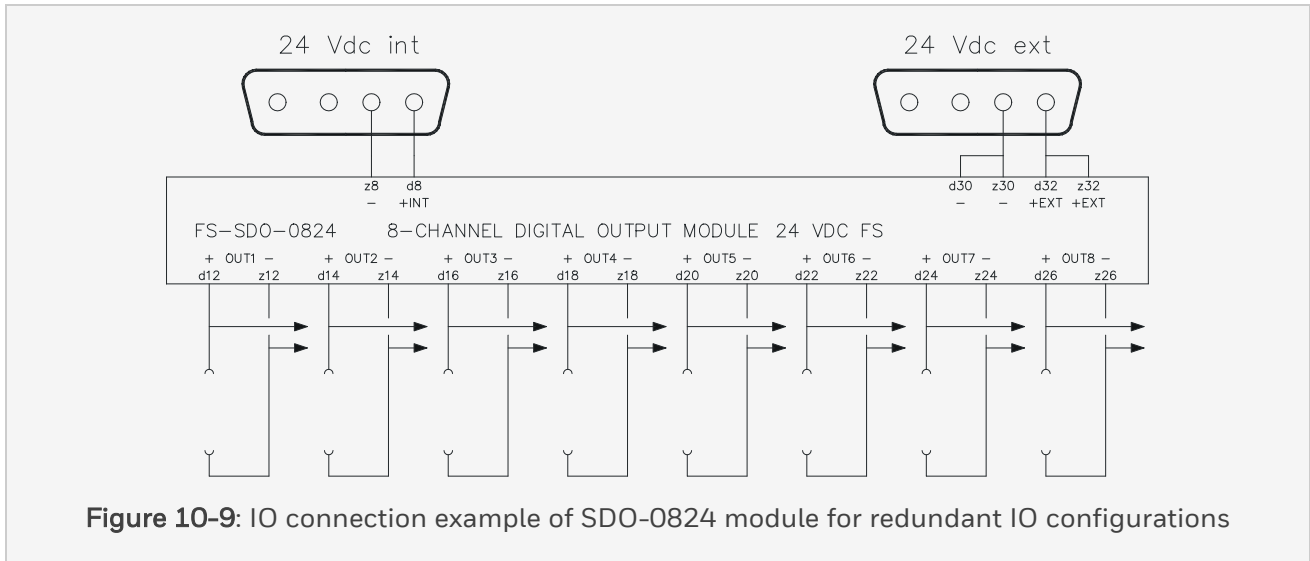 24 Vdc int 24 Vdc ext
z8 d8 d30 z30 d32 z32
− +INT − − +EXT +EXT
FS−SDO−0824 8−CHANNEL DIGITAL OUTPUT MODULE 24 VDC FS
+ OUT1 − + OUT2 − + OUT3 − + OUT4 − + OUT5 − + OUT6 − + OUT7 − + OUT8 −
d12 z12 d14 z14 d16 z16 d18 z18 d20 z20 d22 z22 d24 z24 d26 z26
Figure 10-9: IO connection example of SDO-0824 module for redundant IO configurations